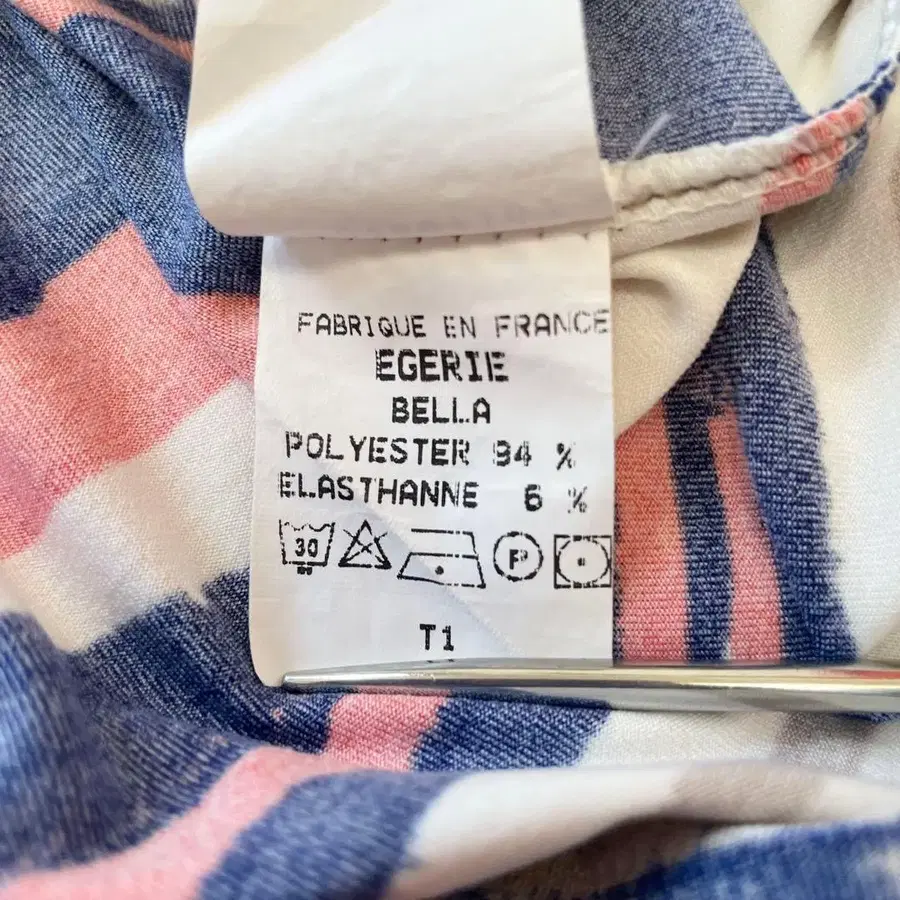 FABRIQUE EN FRANCE
EGERIE
BELLA
POLYESTER 94 %
ELASTHANNE 6 %
30 P
T1